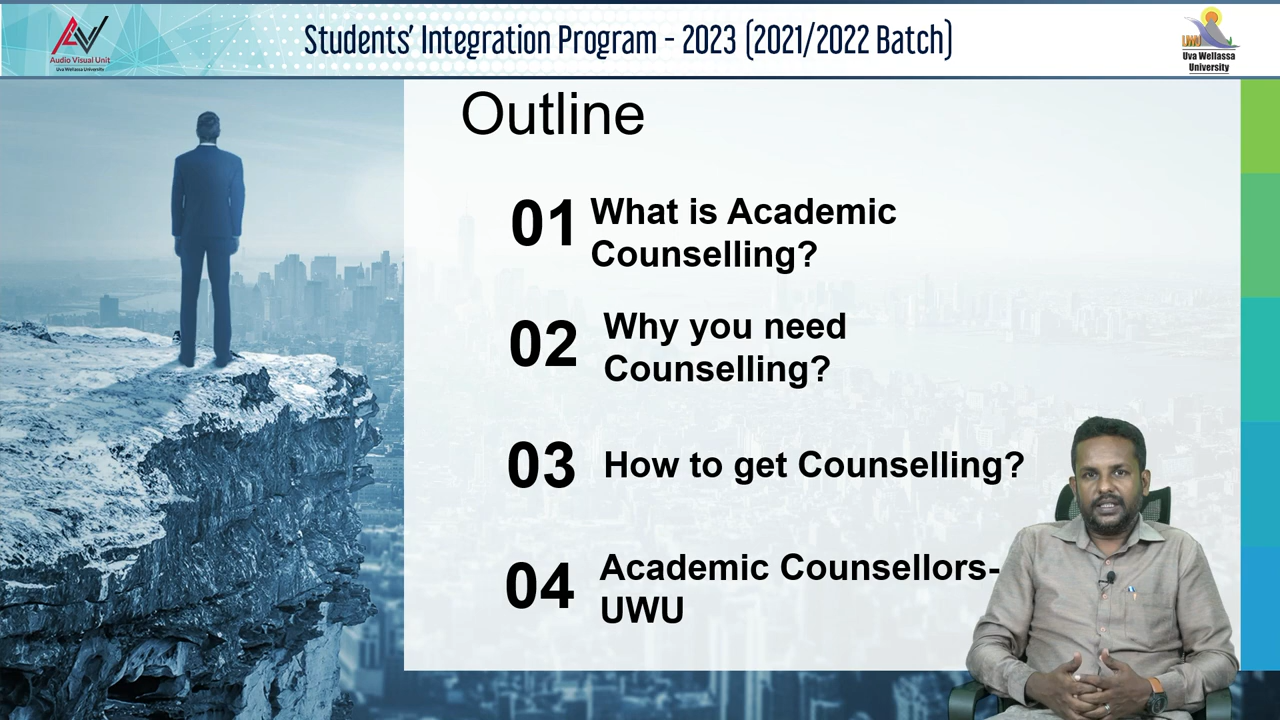 AV
Audio Visual Unit
Uva Wellassa University
Students' Integration Program - 2023 (2021/2022 Batch)
UWU
Uva Wellassa
University
Outline
01 What is Academic
Counselling?
02 Why you need
Counselling?
03 How to get Counselling?
04 Academic Counsellors-
UWU